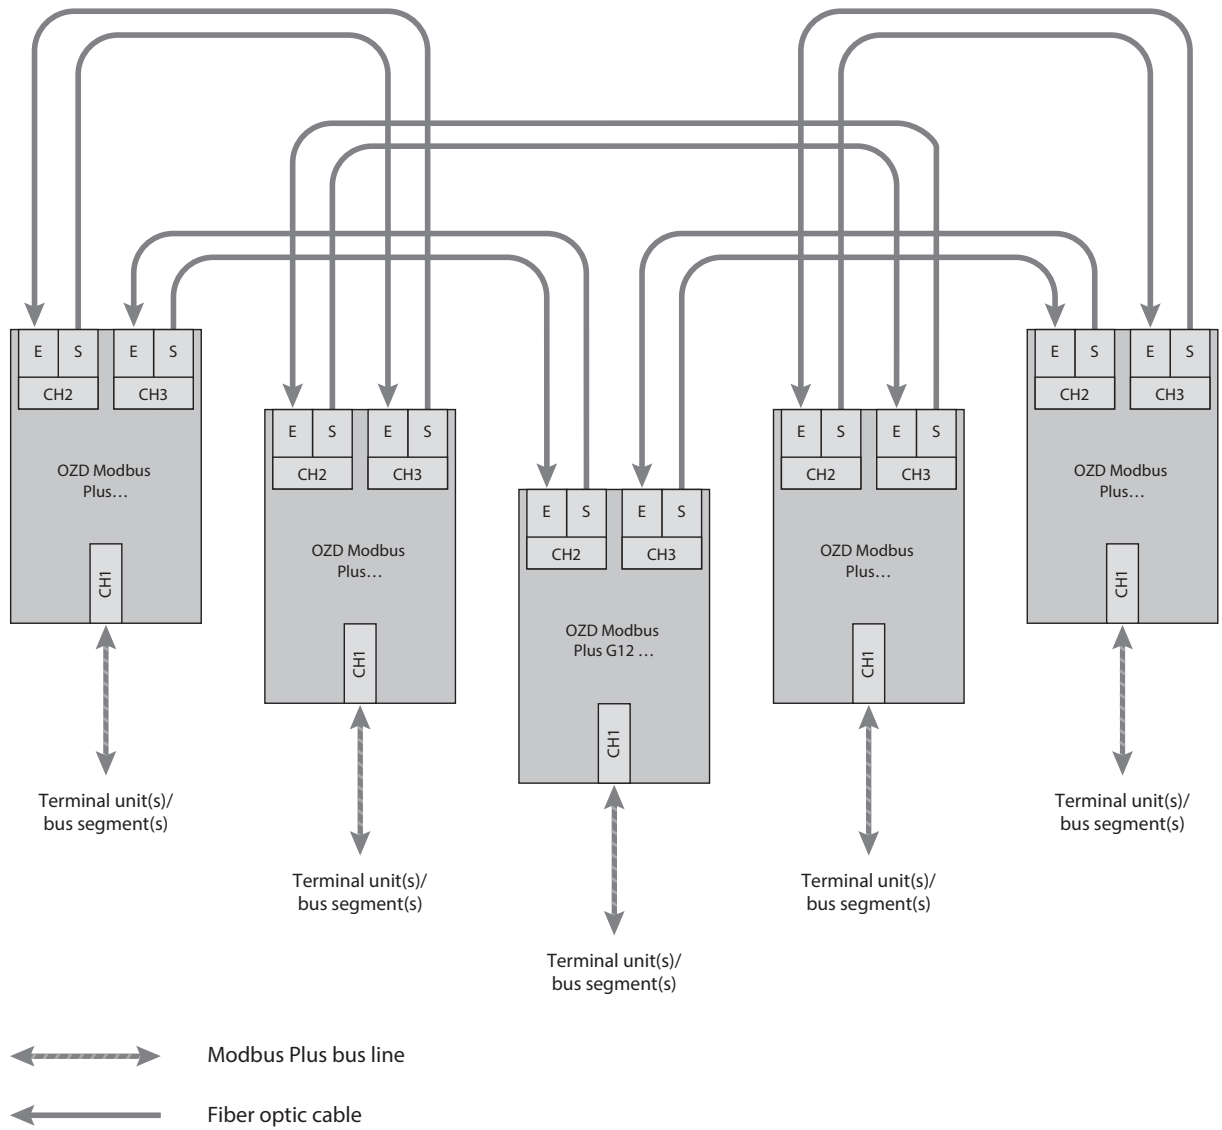 E S E S
CH2 CH3
OZD Modbus
Plus…
CH1
Terminal unit(s)/
bus segment(s)
E S E S
CH2 CH3
OZD Modbus
Plus…
CH1
Terminal unit(s)/
bus segment(s)
E S E S
CH2 CH3
OZD Modbus
Plus G12 …
CH1
Terminal unit(s)/
bus segment(s)
E S E S
CH2 CH3
OZD Modbus
Plus…
CH1
Terminal unit(s)/
bus segment(s)
E S E S
CH2 CH3
OZD Modbus
Plus…
CH1
Terminal unit(s)/
bus segment(s)
Modbus Plus bus line
Fiber optic cable